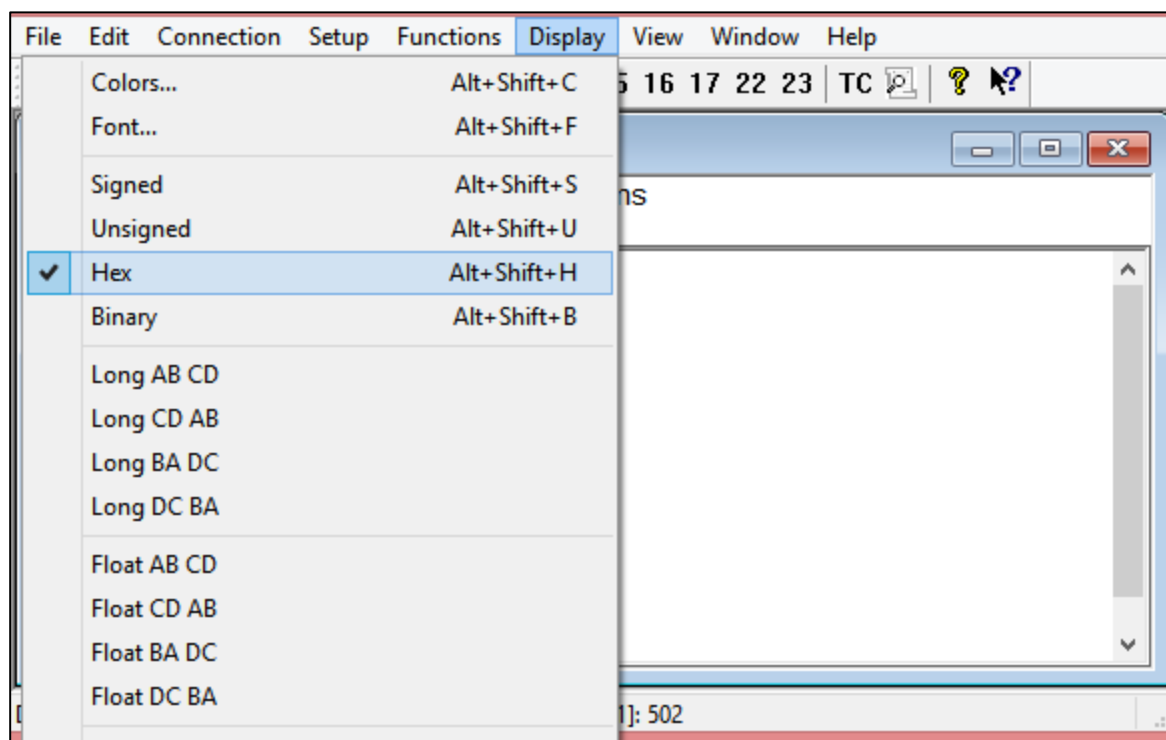 File Edit Connection Setup Functions Display View Window Help
Colors... Alt+Shift+C
16 17 22 23 TC
Font... Alt+Shift+F
Signed Alt+Shift+S
Unsigned Alt+Shift+U
Hex Alt+Shift+H
Binary Alt+Shift+B
Long AB CD
Long CD AB
Long BA DC
Long DC BA
Float AB CD
Float CD AB
Float BA DC
Float DC BA
1]: 502